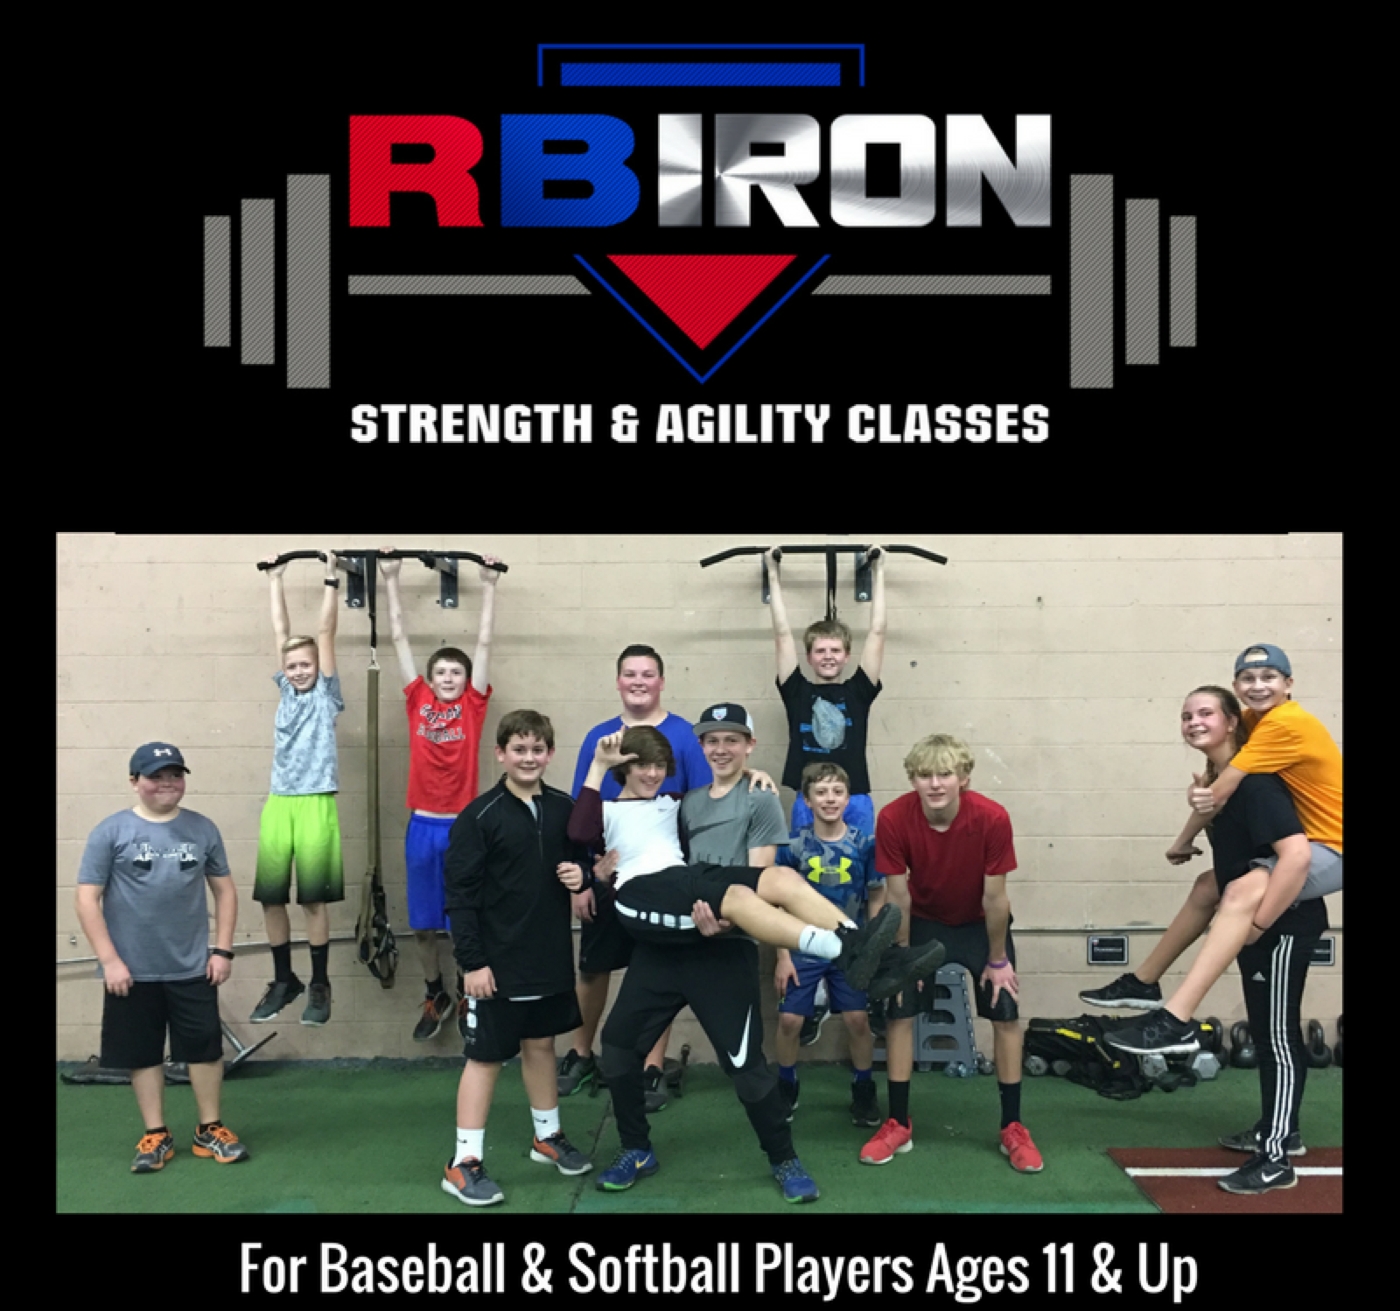 RBIRON
STRENGTH & AGILITY CLASSES
For Baseball & Softball Players Ages 11 & Up